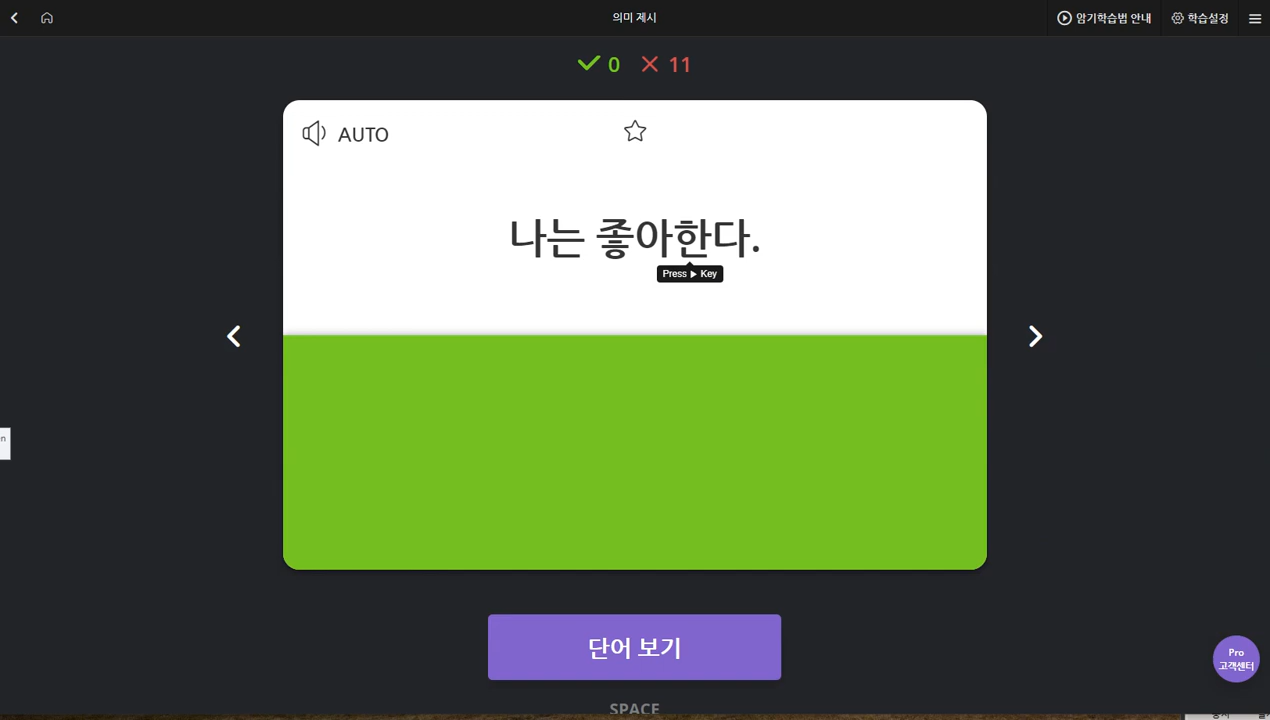 의미 제시
암기학습법 안내
학습설정
0 11
AUTO
나는 좋아한다.
Press ▶ Key
단어 보기
SPACE
Pro
고객센터